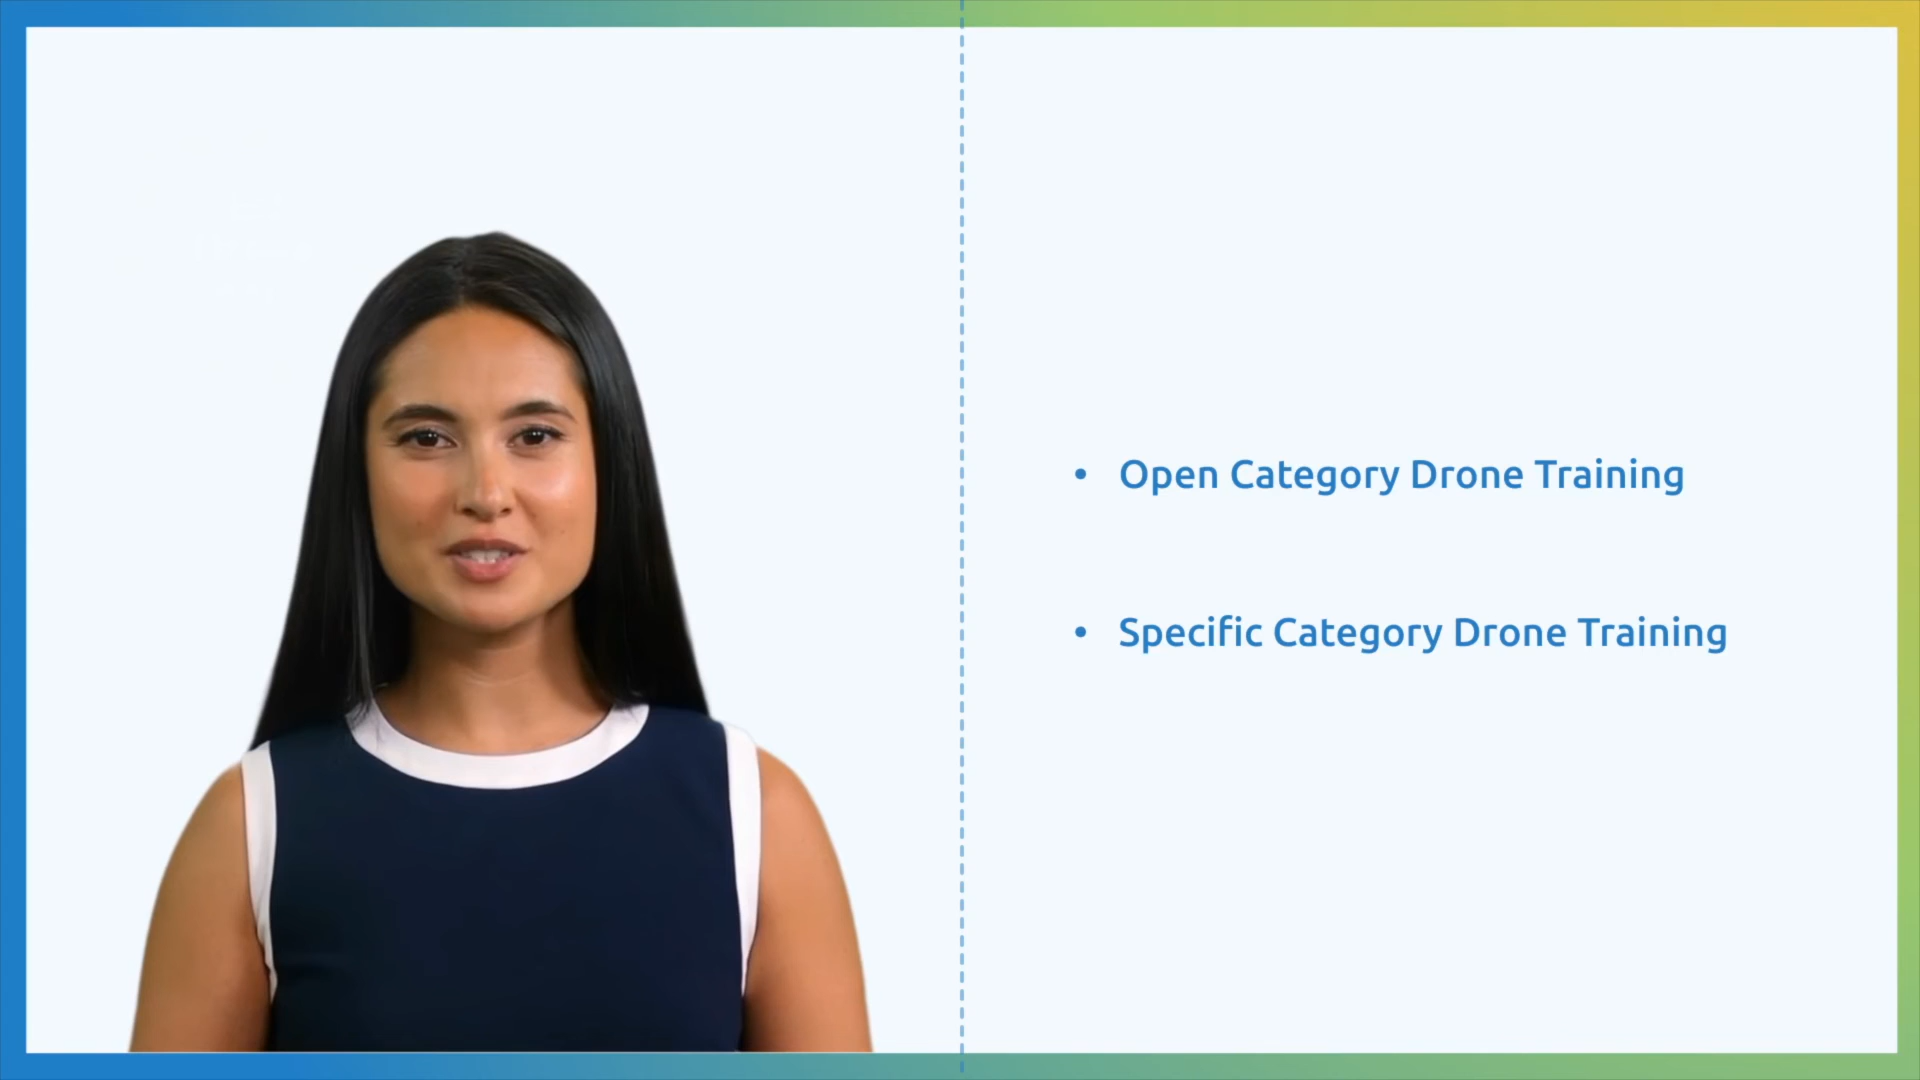 • Open Category Drone Training
• Specific Category Drone Training